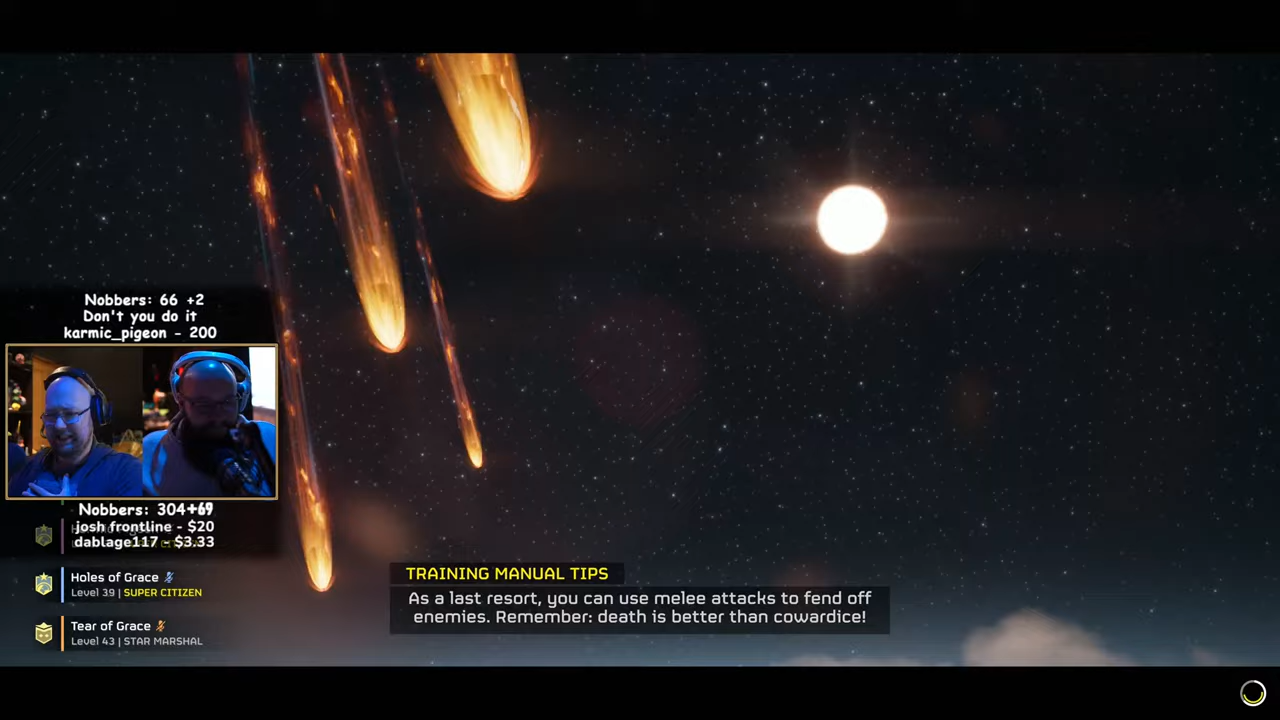 Nobbers: 66 +2
Don't you do it
karmic_pigeon - 200
Nobbers: 304+69
josh frontline - $20
dablage117 - $3.33
Holes of Grace
Level 39 | SUPER CITIZEN
Tear of Grace
Level 43 | STAR MARSHAL
TRAINING MANUAL TIPS
As a last resort, you can use melee attacks to fend off
enemies. Remember: death is better than cowardice!